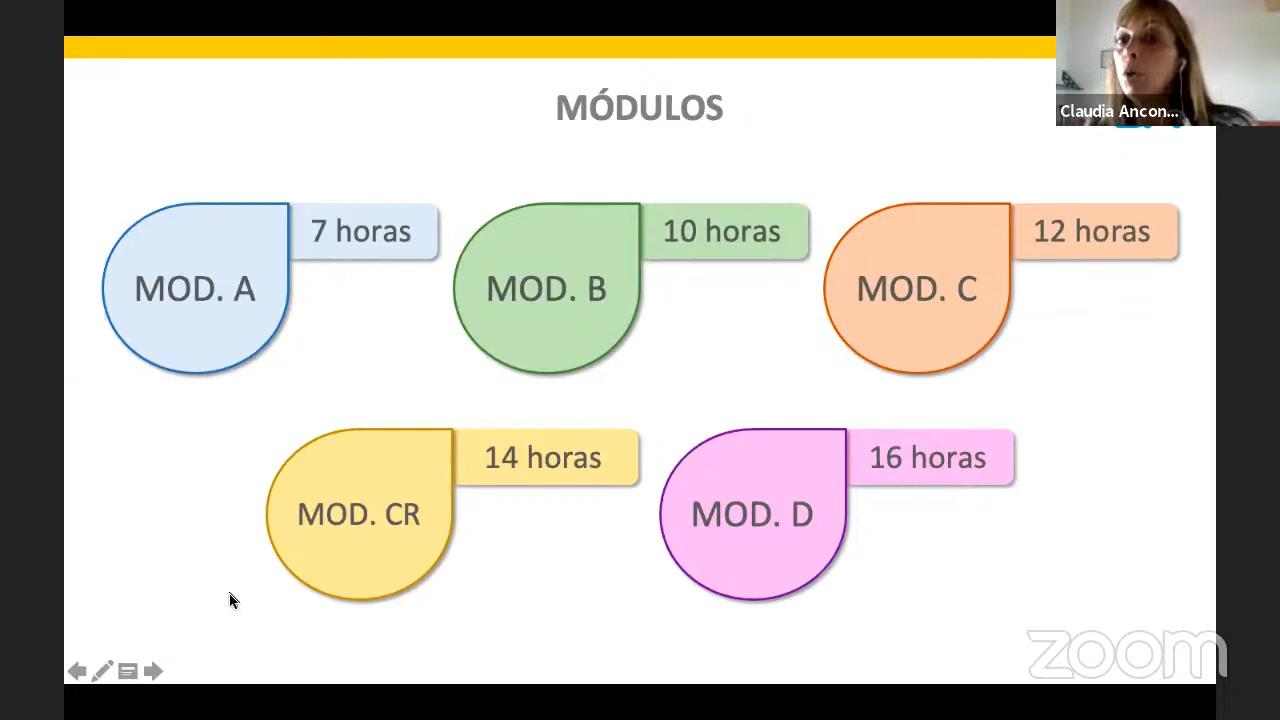 Claudia Ancon...
MÓDULOS
7 horas
MOD. A
10 horas
MOD. B
12 horas
MOD. C
14 horas
MOD. CR
16 horas
MOD. D
zoom